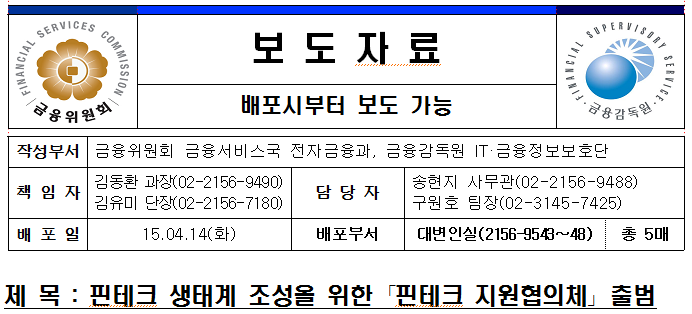 FINANCIAL SERVICES COMMISSION
금융위원회
보 도 자 료
배포시부터 보도 가능
FINANCIAL SUPERVISORY SERVICE
금융감독원
작성부서 금융위원회 금융서비스국 전자금융과, 금융감독원 IT·금융정보보호단
책 임 자 김동환 과장(02-2156-9490) 담 당 자 송현지 사무관(02-2156-9488)
김유미 단장(02-2156-7180) 구원호 팀장(02-3145-7425)
배 포 일 15.04.14(화) 배포부서 대변인실(2156-9543～48) 총 5매
제 목 : 핀테크 생태계 조성을 위한 「핀테크 지원협의체」 출범